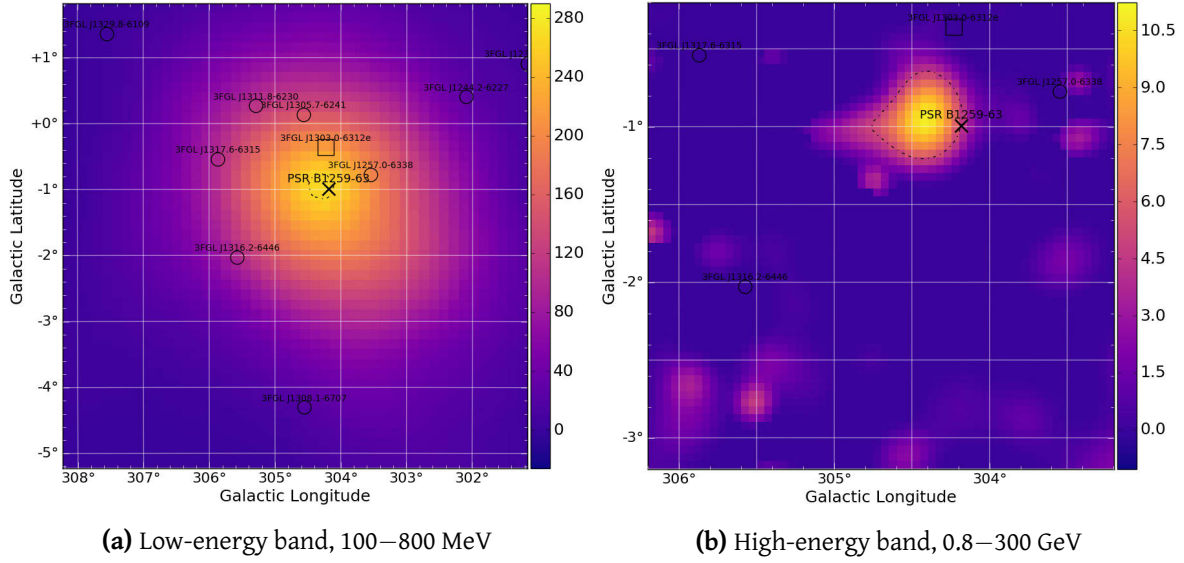 3FGL J1329.8-6109
3FGL J1244.2-6227
3FGL J1311.8-6230
3FGL J1305.7-6241
3FGL J1303.0-6312e
3FGL J1317.6-6315
3FGL J1257.0-6338
PSR B1259-63
3FGL J1316.2-6446
3FGL J1308.1-6707
+1°
+0°
-1°
-2°
-3°
-4°
-5°
Galactic Latitude
308° 307° 306° 305° 304° 303° 302°
Galactic Longitude
280
240
200
160
120
80
40
0
(a) Low-energy band, 100−800 MeV
3FGL J1303.0-6312e
3FGL J1317.6-6315
3FGL J1257.0-6338
PSR B1259-63
3FGL J1316.2-6446
-1°
-2°
-3°
Galactic Latitude
306° 305° 304°
Galactic Longitude
10.5
9.0
7.5
6.0
4.5
3.0
1.5
0.0
(b) High-energy band, 0.8−300 GeV